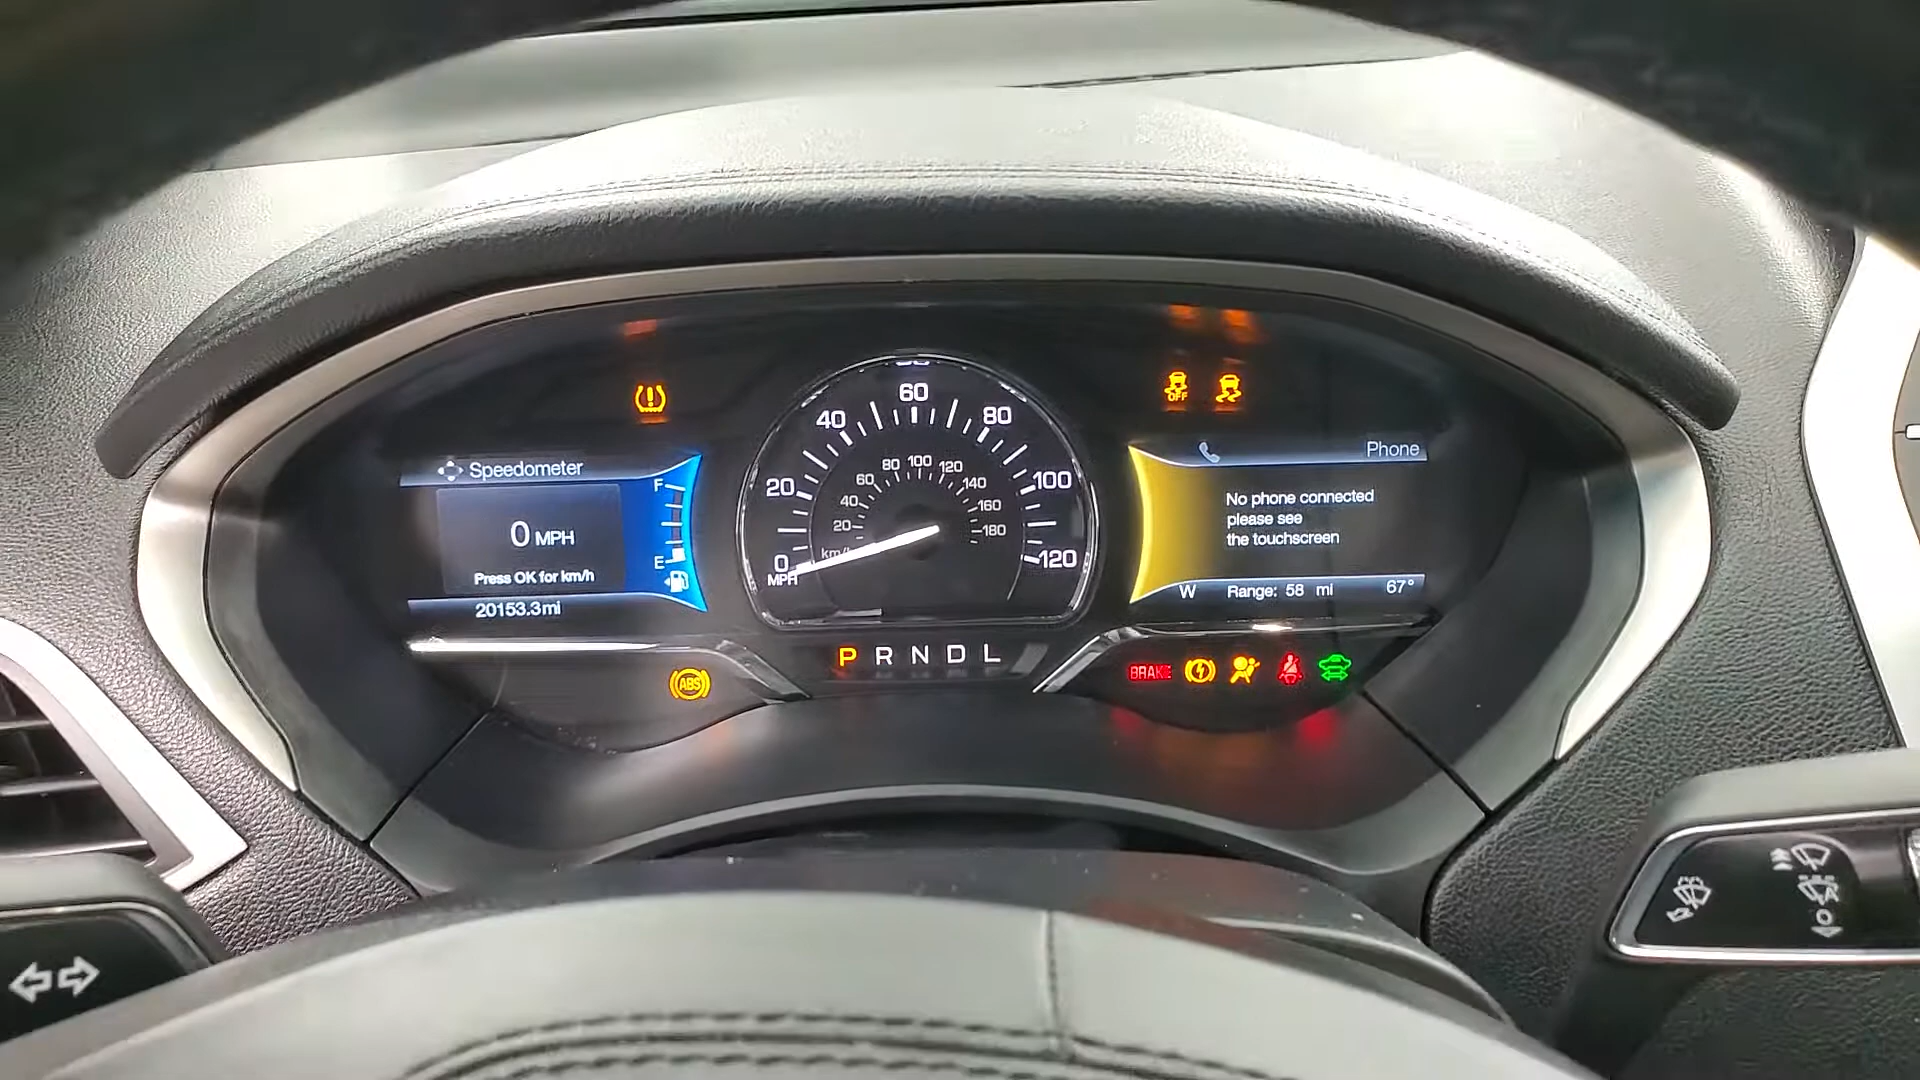 OFF
Speedometer
F
0 MPH
E
Press OK for km/h
20153.3mi
60
40
80
20
100
0
120
MPH
80 100 120
60
140
40
160
20
180
km/h
Phone
No phone connected
please see
the touchscreen
W Range: 58 mi 67°
P R N D L
ABS
BRAKE
A
O